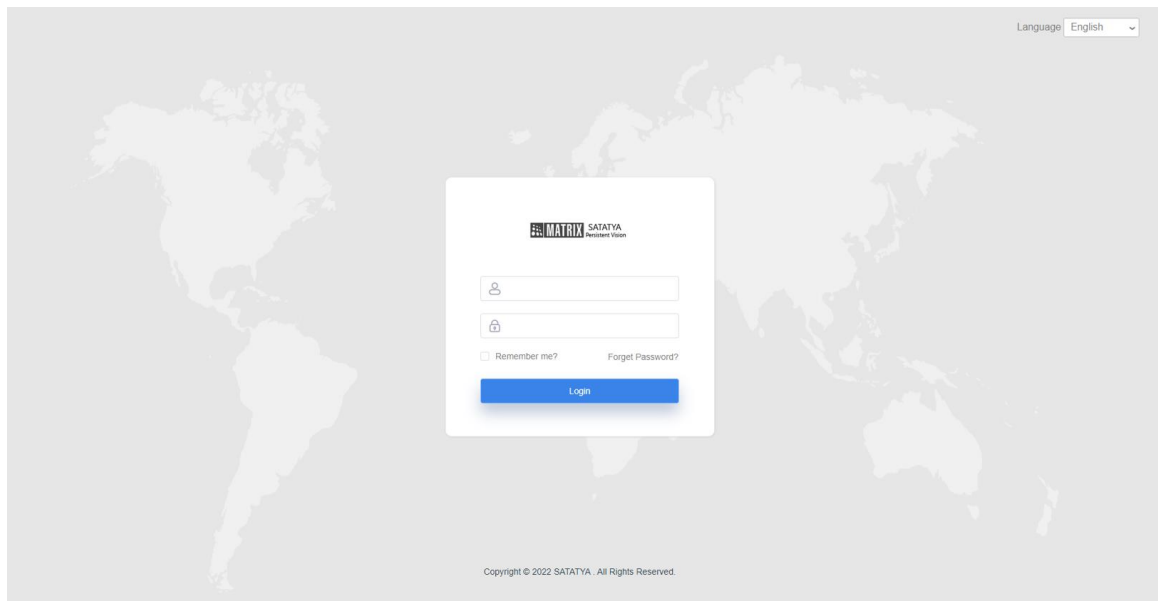 Language English
MATRIX SATATYA
Persistent Vision
Remember me? Forget Password?
Login
Copyright © 2022 SATATYA . All Rights Reserved.